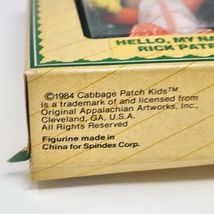 HELLO, MY NA
RICK PAT
©1984 Cabbage Patch Kids™
is a trademark of and licensed from
Original Appalachian Artworks, Inc.,
Cleveland, GA, U.S.A.
All Rights Reserved
Figurine made in
China for Spindex Corp.